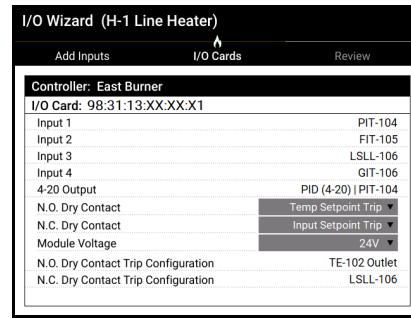 I/O Wizard (H-1 Line Heater)
Add Inputs I/O Cards Review
Controller: East Burner
I/O Card: 98:31:13:XX:XX:X1
Input 1 PIT-104
Input 2 FIT-105
Input 3 LSLL-106
Input 4 GIT-106
4-20 Output PID (4-20) | PIT-104
N.O. Dry Contact Temp Setpoint Trip ▼
N.C. Dry Contact Input Setpoint Trip ▼
Module Voltage 24V ▼
N.O. Dry Contact Trip Configuration TE-102 Outlet
N.C. Dry Contact Trip Configuration LSLL-106